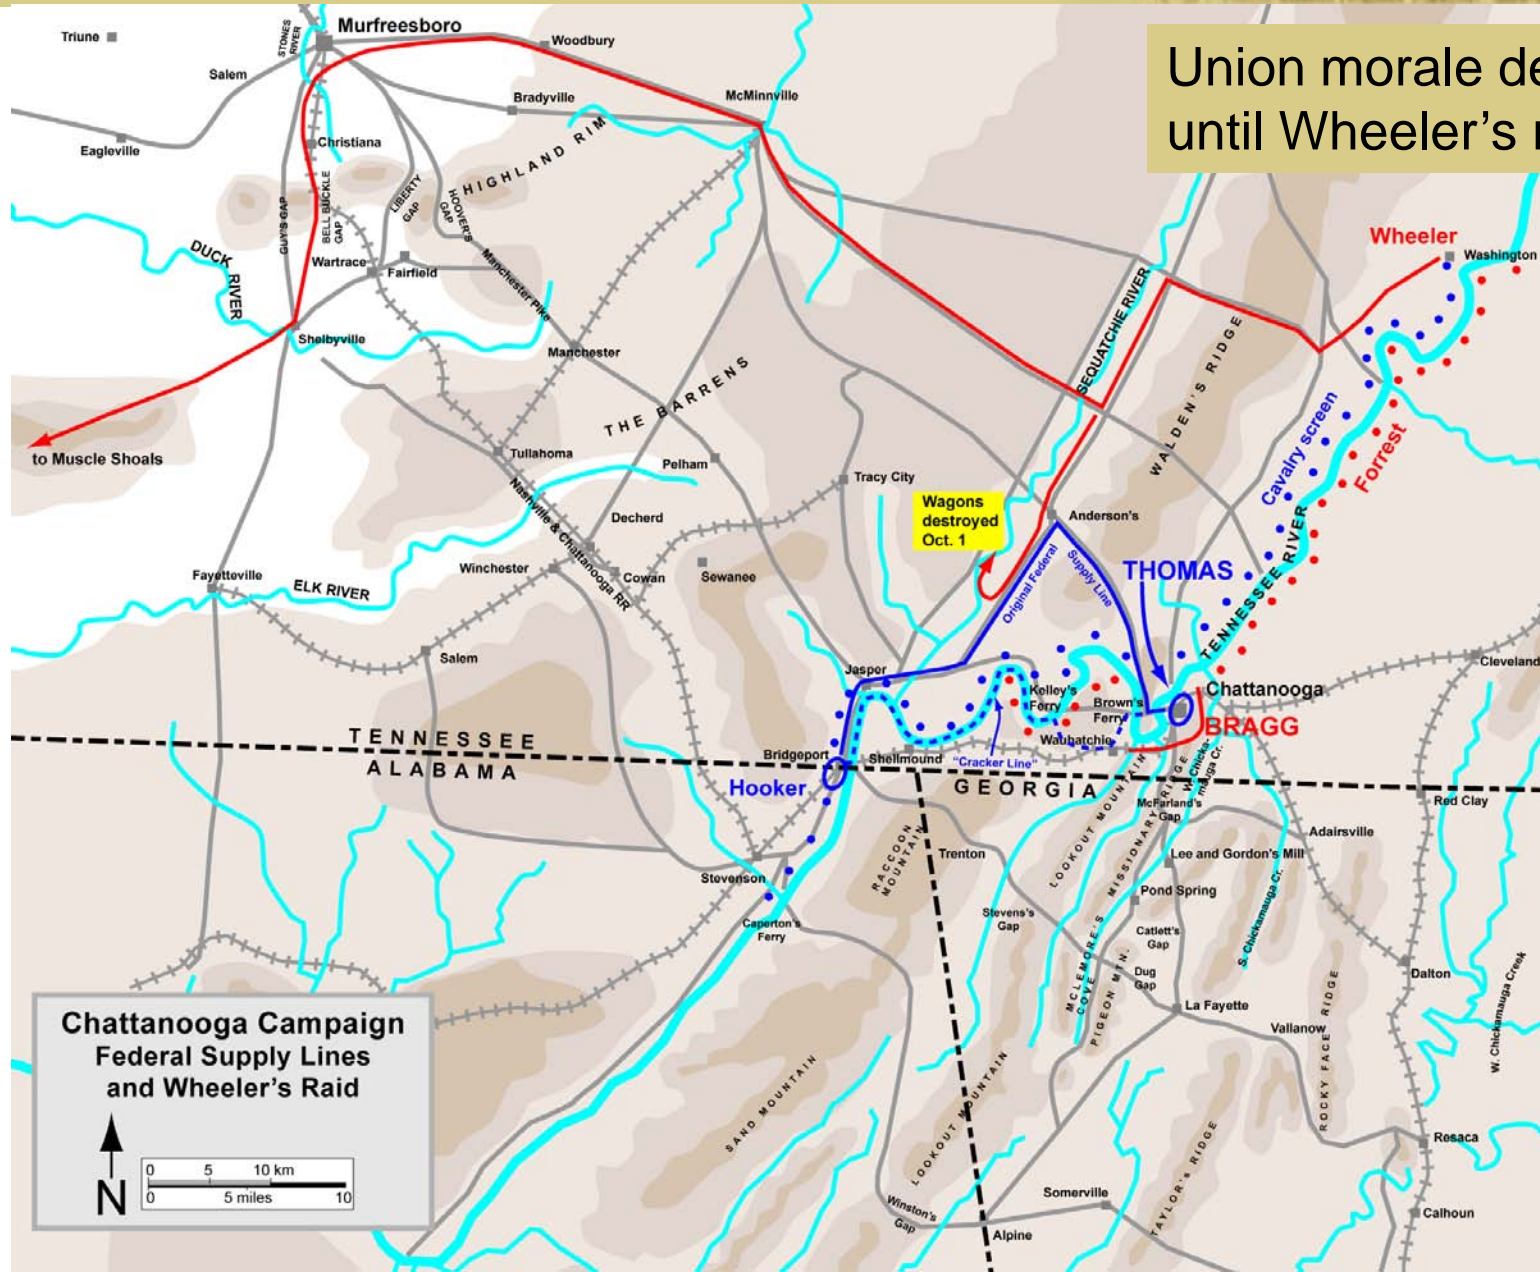 Union morale de
until Wheeler's r
Triune
Murfreesboro
STONES
RIVER
Woodbury
Salem
Bradyville
McMinnville
Eagleville
Christiana
HIGHLAND RIM
LIBERTY
GAP
HOOVER'S
GAP
BELL BUCKLE
GAP
GUY'S GAP
DUCK
RIVER
Wartrace
Fairfield
Manchester Pike
Shelbyville
Manchester
to Muscle Shoals
THE BARRENS
SEQUATCHIE RIVER
WALDEN'S RIDGE
Wheeler
Washington
Cavalry screen
Forrest
Tullahoma
Pelham
Tracy City
Nashville & Chattanooga RR
Decherd
Wagons
destroyed
Oct. 1
Anderson's
Winchester
Cowan
Sewanee
Fayetteville
ELK RIVER
Original Federal
Supply Line
THOMAS
TENNESSEE RIVER
Salem
Jasper
Kelley's
Ferry
Brown's
Ferry
Chattanooga
Cleveland
BRAGG
Waubatchie
TENNESSEE
ALABAMA
Bridgeport
Shellmound
"Cracker Line"
Hooker
GEORGIA
W. Chicka-
mauga Cr.
McFarland's
Gap
Red Clay
Adairsville
RACCOON
MOUNTAIN
Trenton
LOOKOUT MOUNTAIN
MISSIONARY RIDGE
Lee and Gordon's Mill
Stevenson
Pond Spring
Caperton's
Ferry
Stevens's
Gap
Catlett's
Gap
S. Chickamauga Cr.
MCLEMORE'S
COVE
PIGEON MTN.
Dug
Gap
Dalton
La Fayette
Vallanow
ROCKY FACE RIDGE
W. Chickamauga Creek
SAND MOUNTAIN
LOOKOUT MOUNTAIN
TAYLOR'S RIDGE
Resaca
Somerville
Winston's
Gap
Alpine
Calhoun
Chattanooga Campaign
Federal Supply Lines
and Wheeler's Raid
N
0 5 10 km
0 5 miles 10